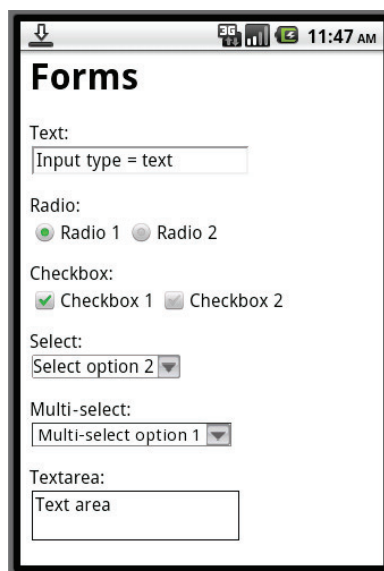 3G 11:47 AM
Forms
Text:
Input type = text
Radio:
Radio 1 Radio 2
Checkbox:
Checkbox 1 Checkbox 2
Select:
Select option 2
Multi-select:
Multi-select option 1
Textarea:
Text area